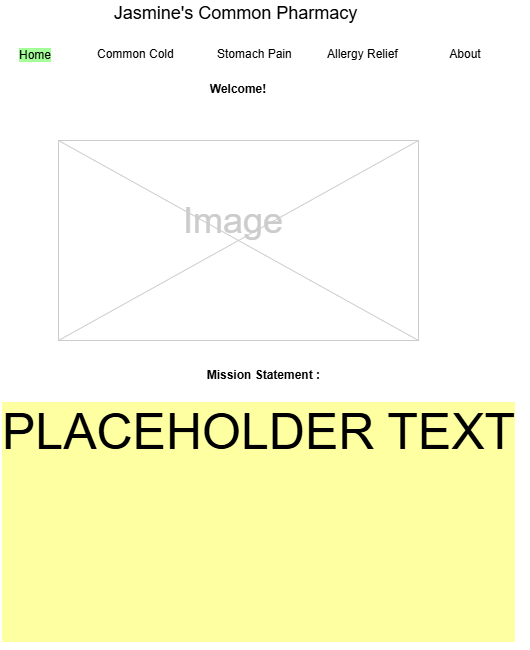 Jasmine's Common Pharmacy
Home Common Cold Stomach Pain Allergy Relief About
Welcome!
Image
Mission Statement :
PLACEHOLDER TEXT